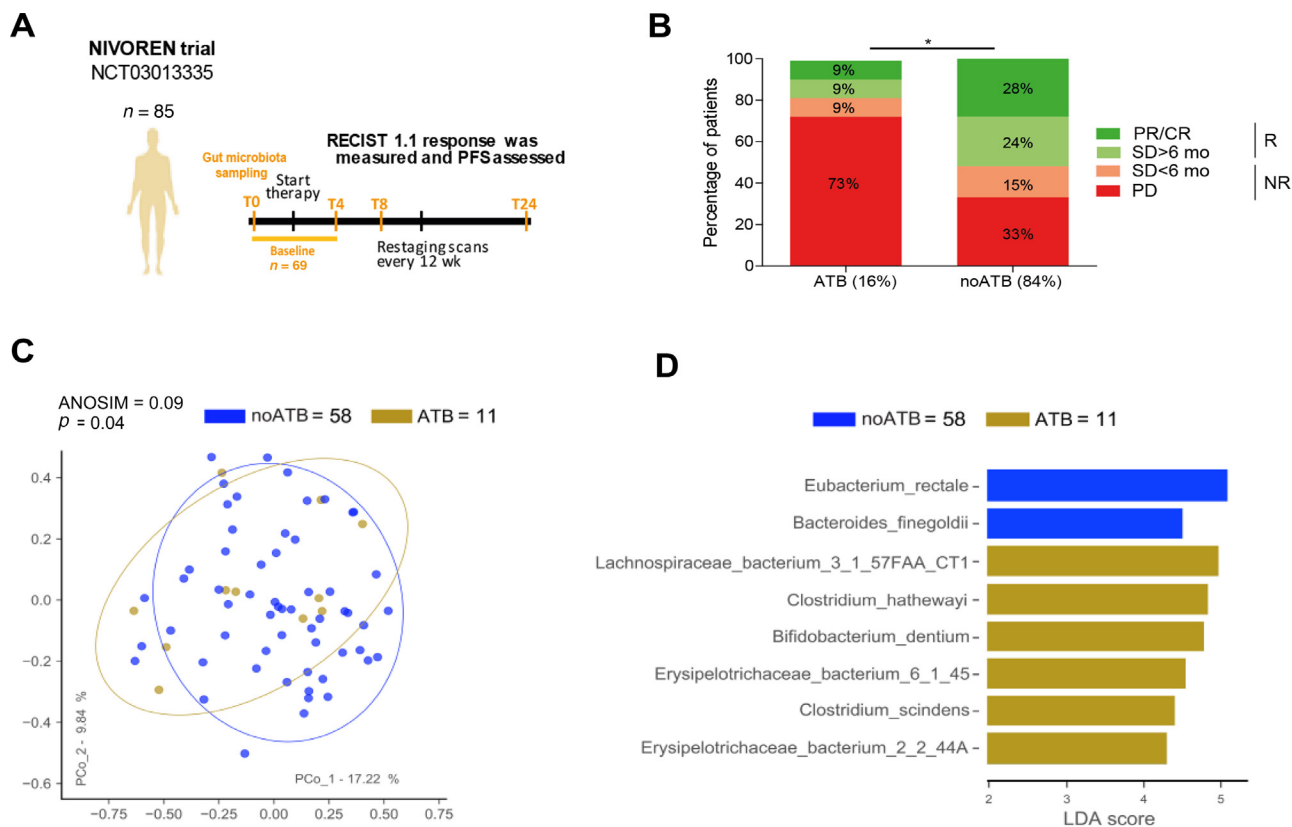 A
NIVOREN trial
NCT03013335
n = 85
RECIST 1.1 response was
measured and PFS assessed
Gut microbiota
sampling
Start
therapy
T0
T4
T8
T24
Baseline
n = 69
Restaging scans
every 12 wk
B
*
Percentage of patients
100
80
60
40
20
0
9%
9%
9%
73%
28%
24%
15%
33%
ATB (16%)
noATB (84%)
PR/CR
SD>6 mo
SD<6 mo
PD
R
NR
C
ANOSIM = 0.09
p = 0.04
noATB = 58
ATB = 11
0.4
0.2
0.0
−0.2
−0.4
−0.6
PCo_2 - 9.84 %
PCo_1 - 17.22 %
−0.75
−0.50
−0.25
0.00
0.25
0.50
0.75
D
noATB = 58
ATB = 11
Eubacterium_rectale
Bacteroides_finegoldii
Lachnospiraceae_bacterium_3_1_57FAA_CT1
Clostridium_hathewayi
Bifidobacterium_dentium
Erysipelotrichaceae_bacterium_6_1_45
Clostridium_scindens
Erysipelotrichaceae_bacterium_2_2_44A
2
3
4
5
LDA score